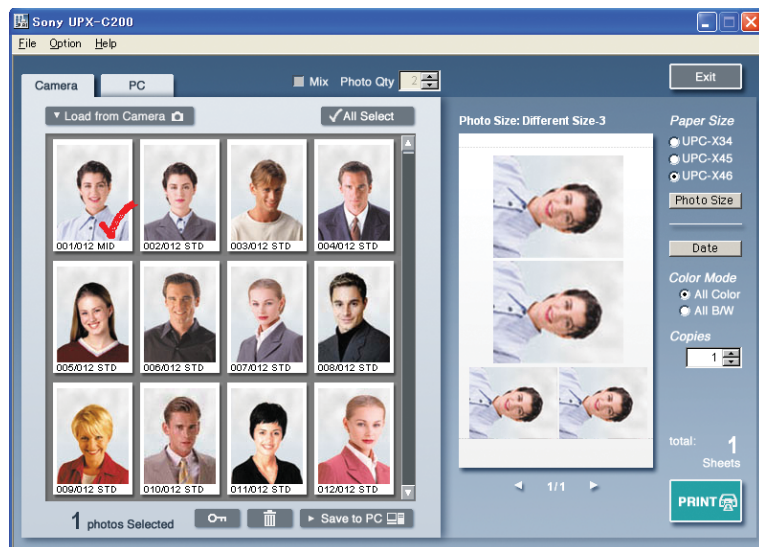 Sony UPX-C200
File Option Help
Camera
PC
Mix Photo Qty 2
Exit
Load from Camera
All Select
Photo Size: Different Size-3
Paper Size
UPC-X34
UPC-X45
UPC-X46
Photo Size
Date
Color Mode
All Color
All B/W
Copies
1
001/012 MID
002/012 STD
003/012 STD
004/012 STD
005/012 STD
006/012 STD
007/012 STD
008/012 STD
009/012 STD
010/012 STD
011/012 STD
012/012 STD
1 photos Selected
Save to PC
1/1
total: 1
Sheets
PRINT